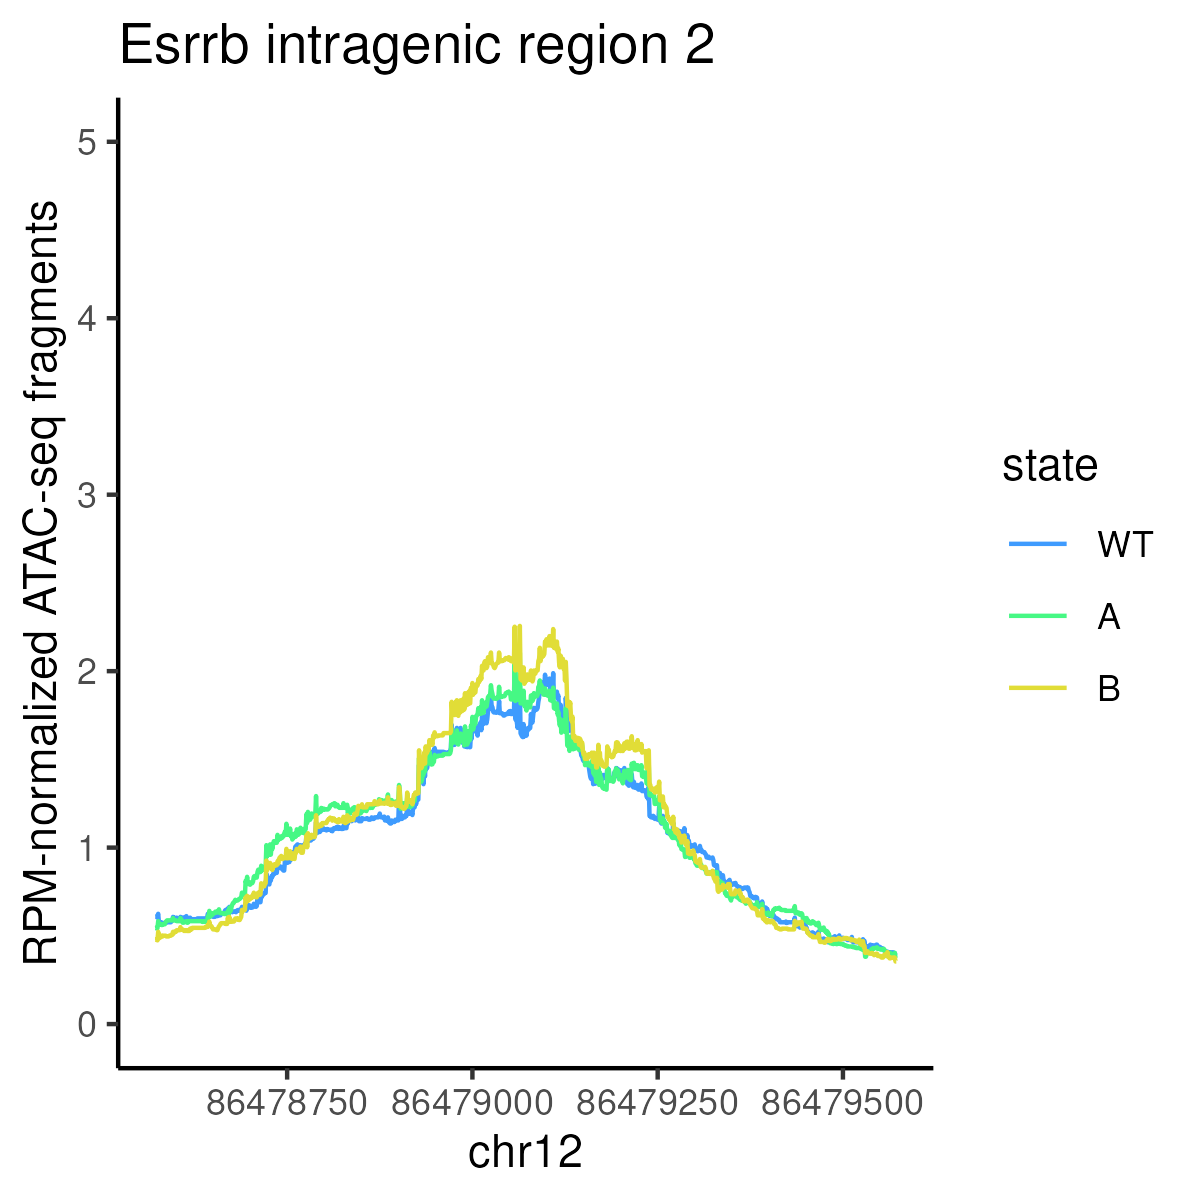 Esrrb intragenic region 2
RPM-normalized ATAC-seq fragments
5
4
3
2
1
0
86478750 86479000 86479250 86479500
chr12
state
WT
A
B